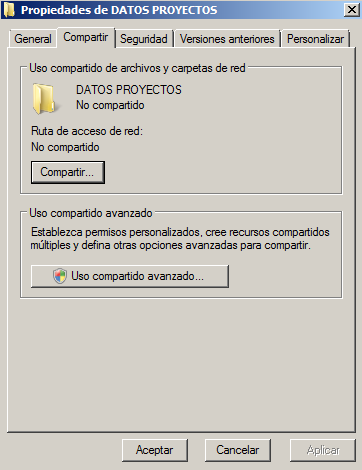 Propiedades de DATOS PROYECTOS
General Compartir Seguridad Versiones anteriores Personalizar
Uso compartido de archivos y carpetas de red
DATOS PROYECTOS
No compartido
Ruta de acceso de red:
No compartido
Compartir...
Uso compartido avanzado
Establezca permisos personalizados, cree recursos compartidos
múltiples y defina otras opciones avanzadas para compartir.
Uso compartido avanzado...
Aceptar Cancelar Aplicar